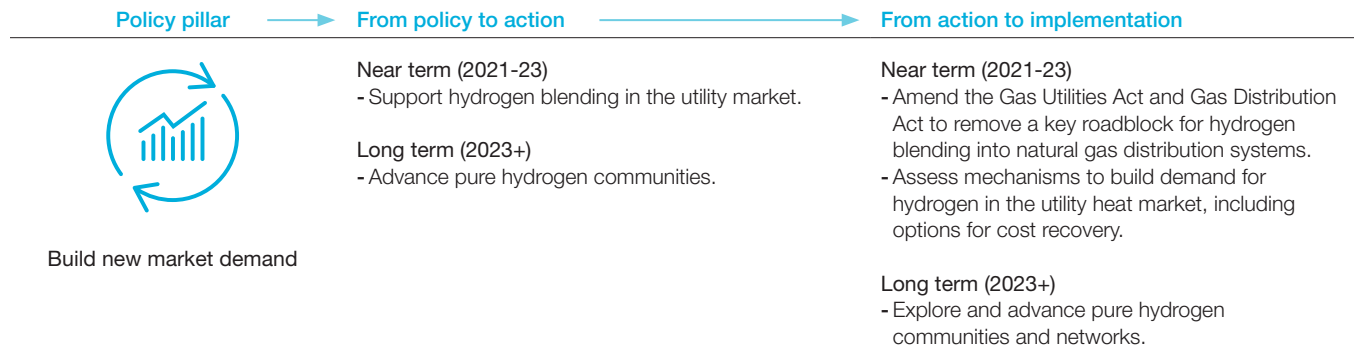 Policy pillar
From policy to action
From action to implementation
Near term (2021-23)
- Support hydrogen blending in the utility market.
Long term (2023+)
- Advance pure hydrogen communities.
Near term (2021-23)
- Amend the Gas Utilities Act and Gas Distribution
Act to remove a key roadblock for hydrogen
blending into natural gas distribution systems.
- Assess mechanisms to build demand for
hydrogen in the utility heat market, including
options for cost recovery.
Long term (2023+)
- Explore and advance pure hydrogen
communities and networks.
Build new market demand